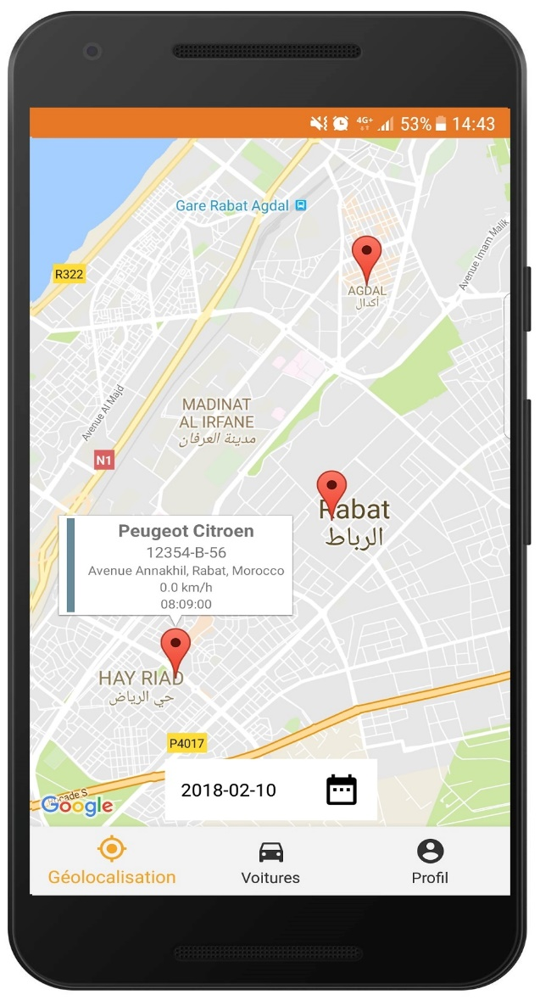 4G+
53%
14:43
Gare Rabat Agdal
R322
Avenue Imam Malik
AGDAL
أكدال
Avenue Al Majd
MADINAT
AL IRFANE
مدينة العرفان
N1
Rabat
الرباط
Peugeot Citroen
12354-B-56
Avenue Annakhil, Rabat, Morocco
0.0 km/h
08:09:00
HAY RIAD
حي الرياض
P4017
2018-02-10
Google
Géolocalisation
Voitures
Profil